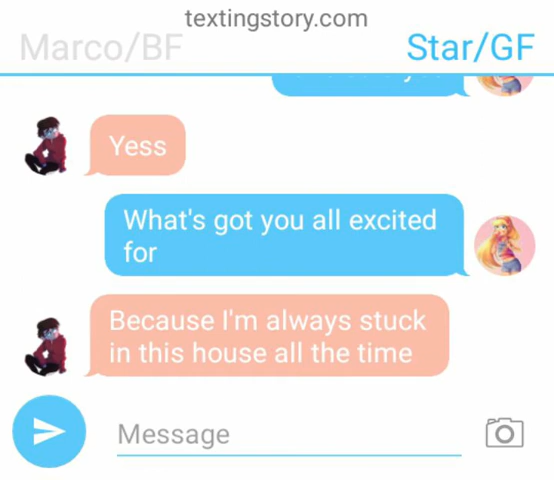 textingstory.com
Marco/BF
Star/GF
Yess
What's got you all excited
for
Because I'm always stuck
in this house all the time
Message